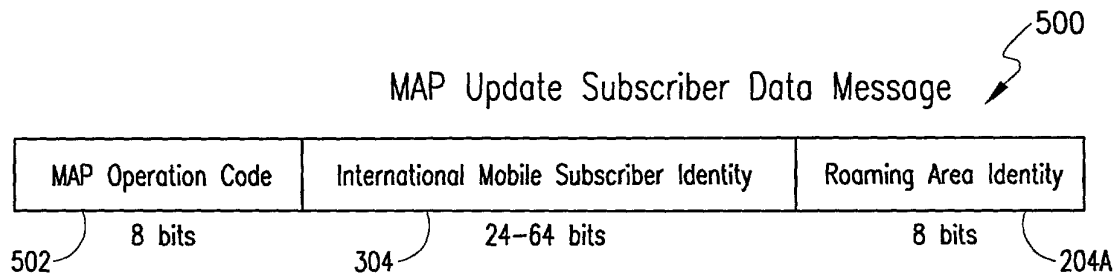 500
MAP Update Subscriber Data Message
MAP Operation Code International Mobile Subscriber Identity Roaming Area Identity
8 bits 24–64 bits 8 bits
502 304 204A